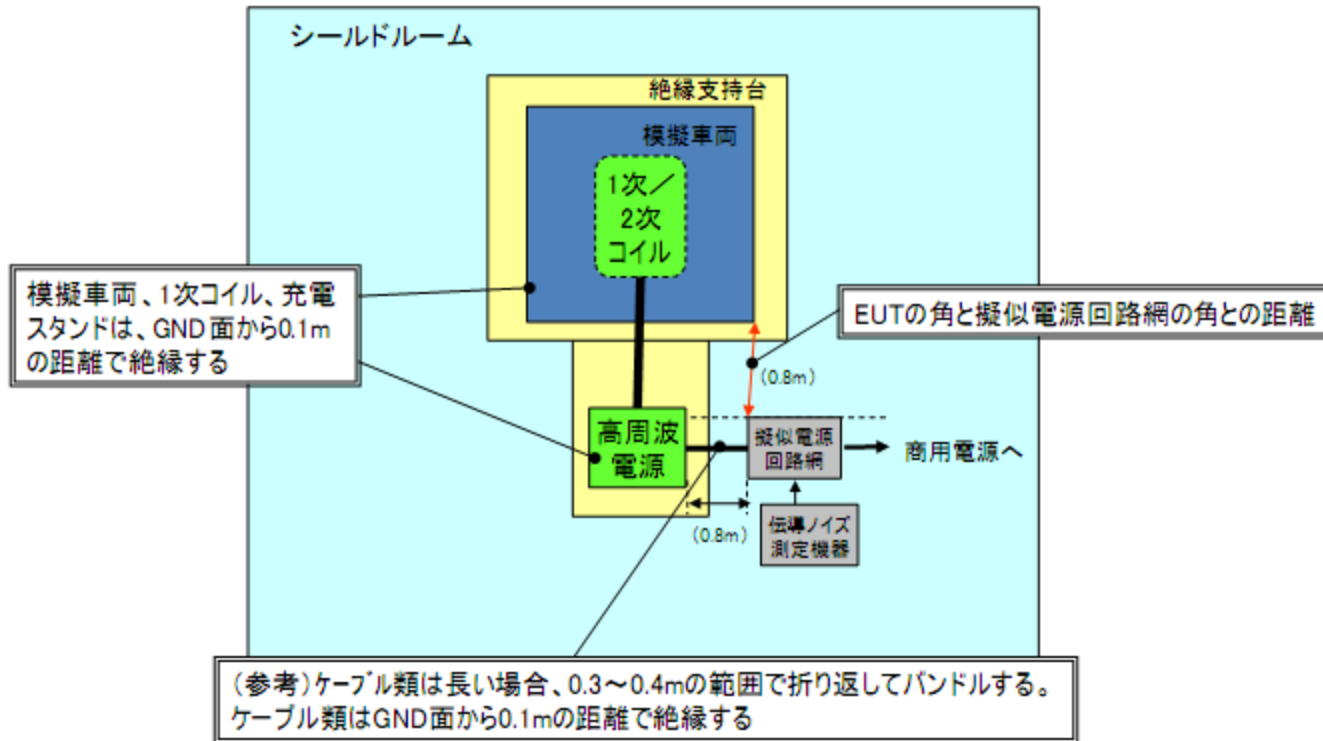 シールドルーム
絶縁支持台
模擬車両
1次／
2次
コイル
模擬車両、1次コイル、充電
スタンドは、GND面から0.1m
の距離で絶縁する
EUTの角と擬似電源回路網の角との距離
（0.8m）
高周波
電源
擬似電源
回路網
商用電源へ
（0.8m）
伝導ノイズ
測定機器
（参考）ケーブル類は長い場合、0.3～0.4mの範囲で折り返してバンドルする。
ケーブル類はGND面から0.1mの距離で絶縁する